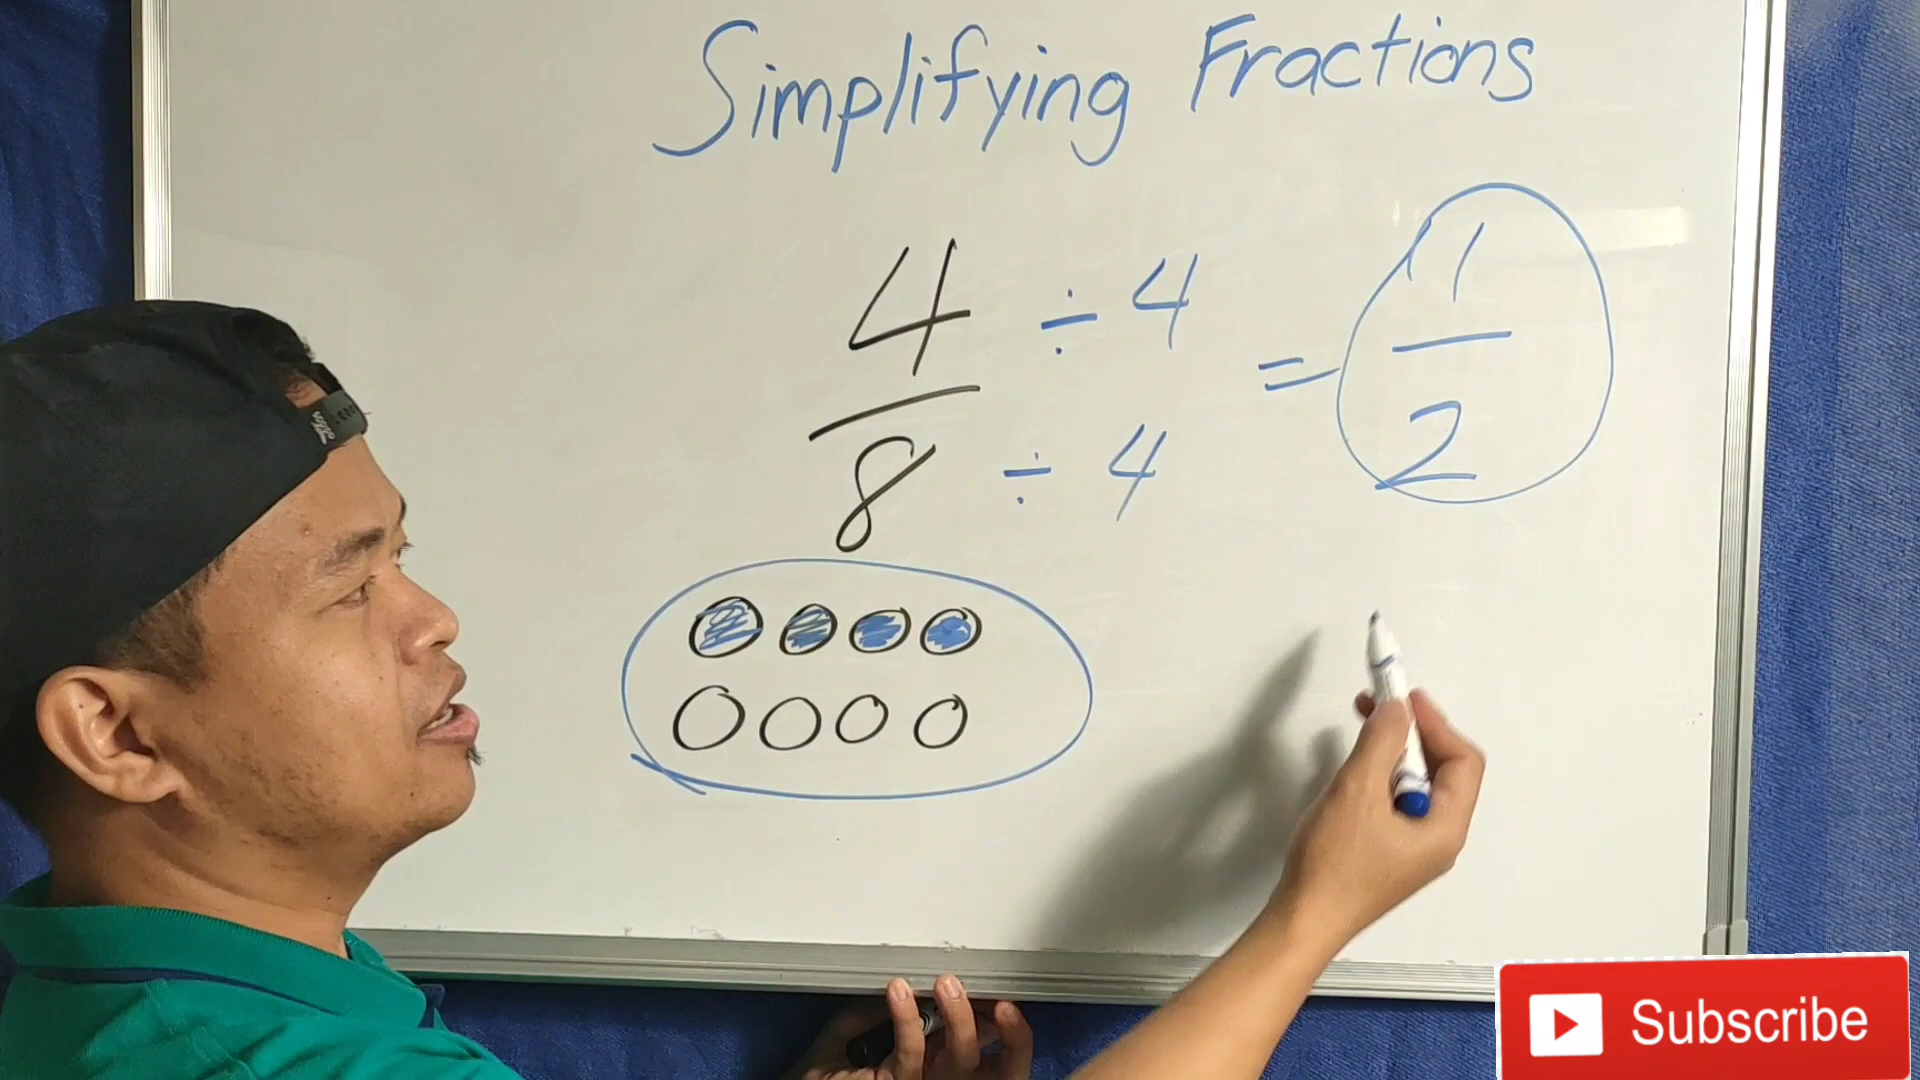 Simplifying Fractions
4 ÷ 4
8 ÷ 4
= 1
2
Subscribe